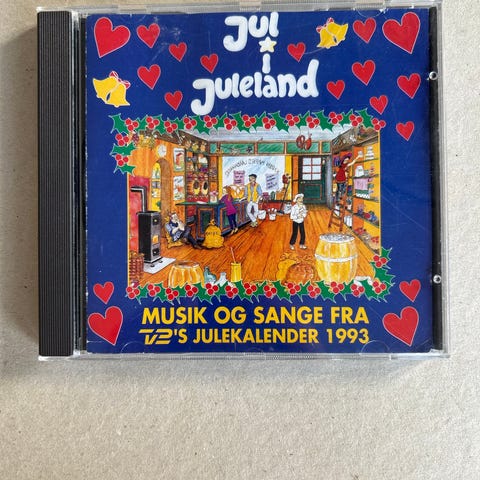 Jul
i
Juleland
MUSIK OG SANGE FRA
TV2'S JULEKALENDER 1993